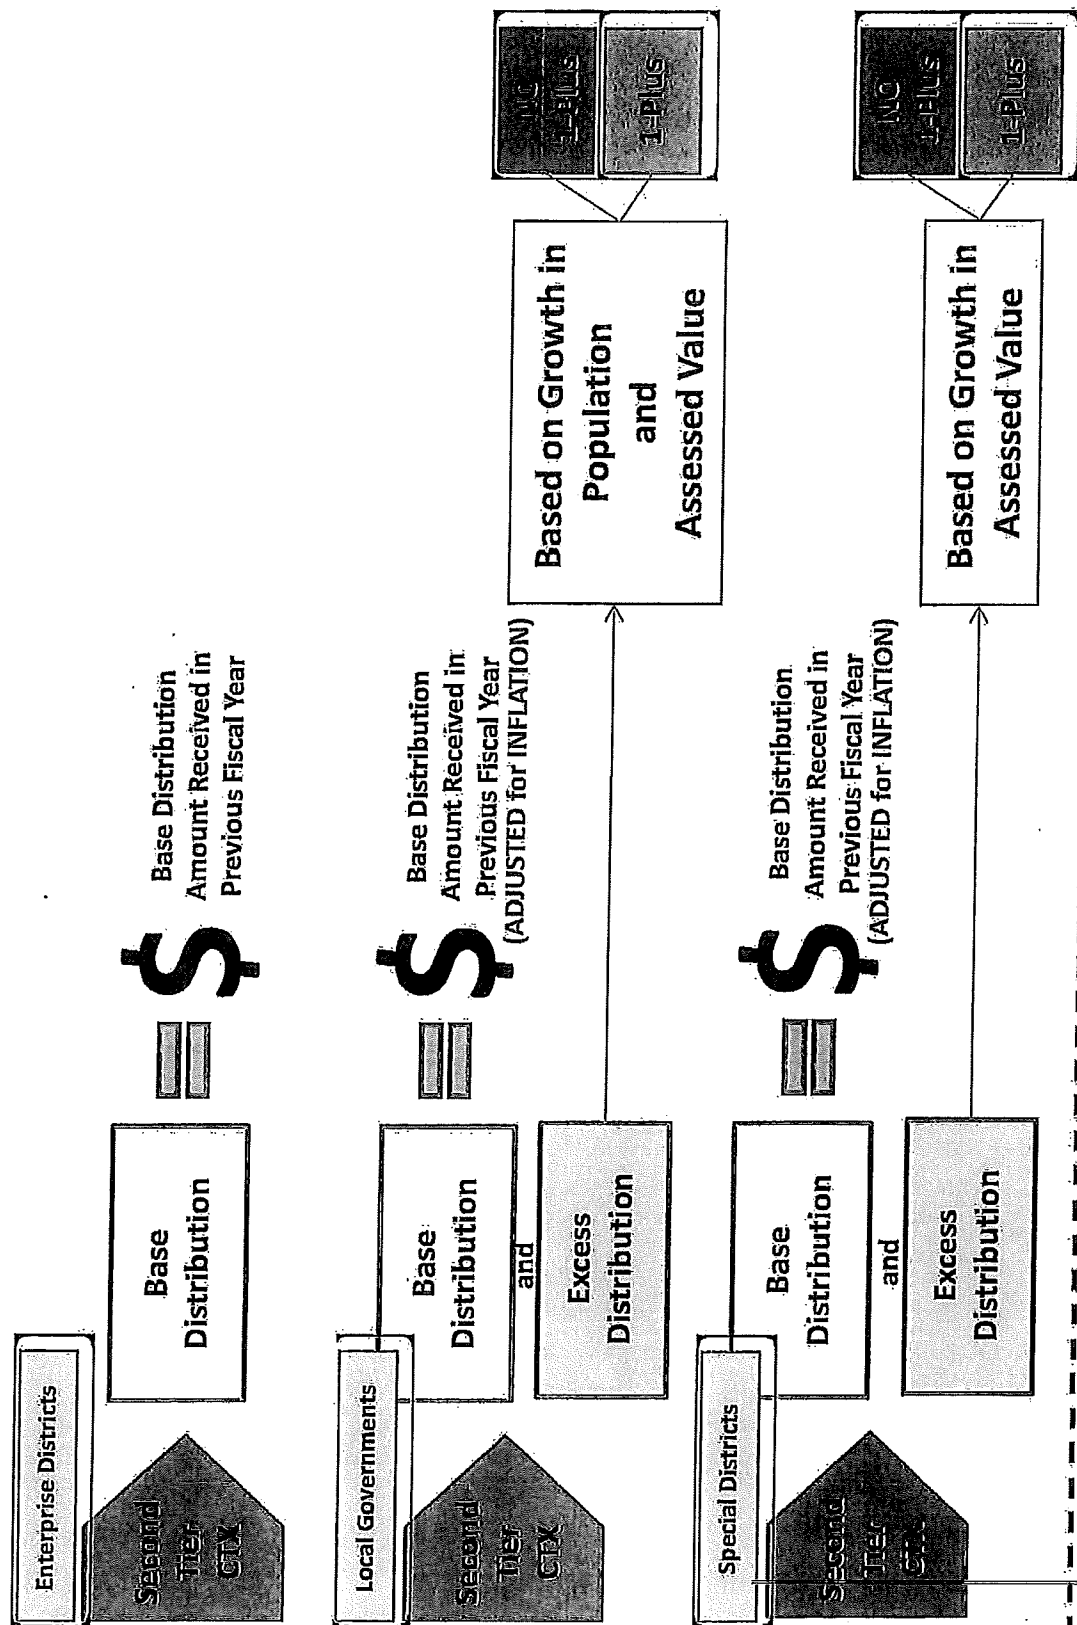 Enterprise Districts
Second
Tier
CTX
Base
Distribution
Base Distribution
Amount Received in
Previous Fiscal Year
Local Governments
Second
Tier
CTX
Base
Distribution
and
Excess
Distribution
Base Distribution
Amount Received in
Previous Fiscal Year
(ADJUSTED for INFLATION)
Based on Growth in
Population
and
Assessed Value
NO
1-Plus
1-Plus
Special Districts
Second
Tier
CTX
Base
Distribution
and
Excess
Distribution
Base Distribution
Amount Received in
Previous Fiscal Year
(ADJUSTED for INFLATION)
Based on Growth in
Assessed Value
NO
1-Plus
1-Plus